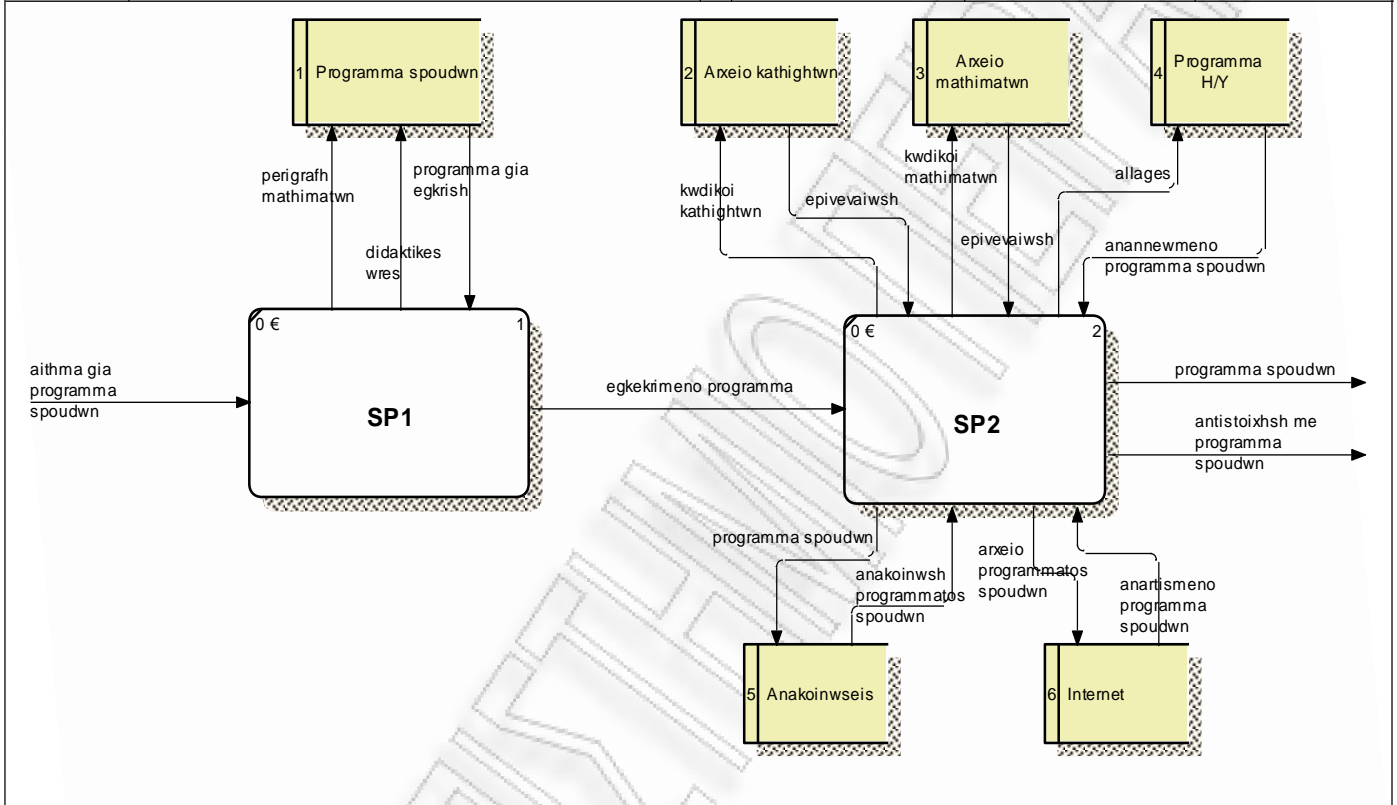 1
Programma spoudwn
2
Arxeio kathightwn
3
Arxeio
mathimatwn
4
Programma
H/Y
perigrafh
mathimatwn
didaktikes
wres
programma gia
egkrish
kwdikoi
kathightwn
epivevaiwsh
kwdikoi
mathimatwn
epivevaiwsh
allages
anannewmeno
programma spoudwn
aithma gia
programma
spoudwn
0 €
1
SP1
egkekrimeno programma
0 €
2
SP2
programma spoudwn
antistoixhsh me
programma
spoudwn
programma spoudwn
anakoinwsh
programmatos
spoudwn
arxeio
programmatos
spoudwn
anartismeno
programma
spoudwn
5
Anakoinwseis
6
Internet